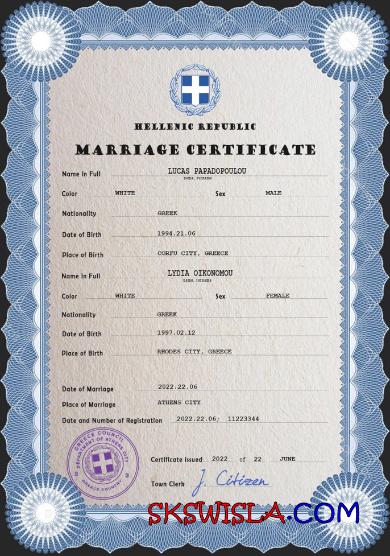 HELLENIC REPUBLIC
MARRIAGE CERTIFICATE
Name in Full LUCAS PAPADOPOULOU
Color WHITE Sex MALE
Nationality GREEK
Date of Birth 1994.21.06
Place of Birth CORFU CITY, GREECE
Name in Full LYDIA OIKONOMOU
Color WHITE Sex FEMALE
Nationality GREEK
Date of Birth 1997.02.12
Place of Birth RHODES CITY, GREECE
Date of Marriage 2022.22.06
Place of Marriage ATHENS CITY
Date and Number of Registration 2022.22.06; 11223344
GREECE COUNCIL
Certificate issued 2022 of 22 JUNE
Town Clerk J. Citizen
SKSWISLA.COM